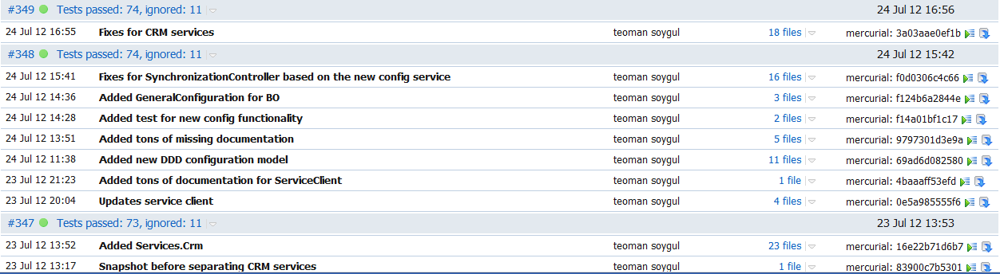 #349 Tests passed: 74, ignored: 11 24 Jul 12 16:56
24 Jul 12 16:55 Fixes for CRM services teoman soygul 18 files mercurial: 3a03aae0ef1b
#348 Tests passed: 74, ignored: 11 24 Jul 12 15:42
24 Jul 12 15:41 Fixes for SynchronizationController based on the new config service teoman soygul 16 files mercurial: f0d0306c4c66
24 Jul 12 14:36 Added GeneralConfiguration for BO teoman soygul 3 files mercurial: f124b6a2844e
24 Jul 12 14:28 Added test for new config functionality teoman soygul 2 files mercurial: f14a01bf1c17
24 Jul 12 13:51 Added tons of missing documentation teoman soygul 5 files mercurial: 9797301d3e9a
24 Jul 12 11:38 Added new DDD configuration model teoman soygul 11 files mercurial: 69ad6d082580
23 Jul 12 21:23 Added tons of documentation for ServiceClient teoman soygul 1 file mercurial: 4baaaff53efd
23 Jul 12 20:04 Updates service client teoman soygul 4 files mercurial: 0e5a985555f6
#347 Tests passed: 73, ignored: 11 23 Jul 12 13:53
23 Jul 12 13:52 Added Services.Crm teoman soygul 23 files mercurial: 16e22b71d6b7
23 Jul 12 13:17 Snapshot before separating CRM services teoman soygul 1 file mercurial: 83900c7b5301